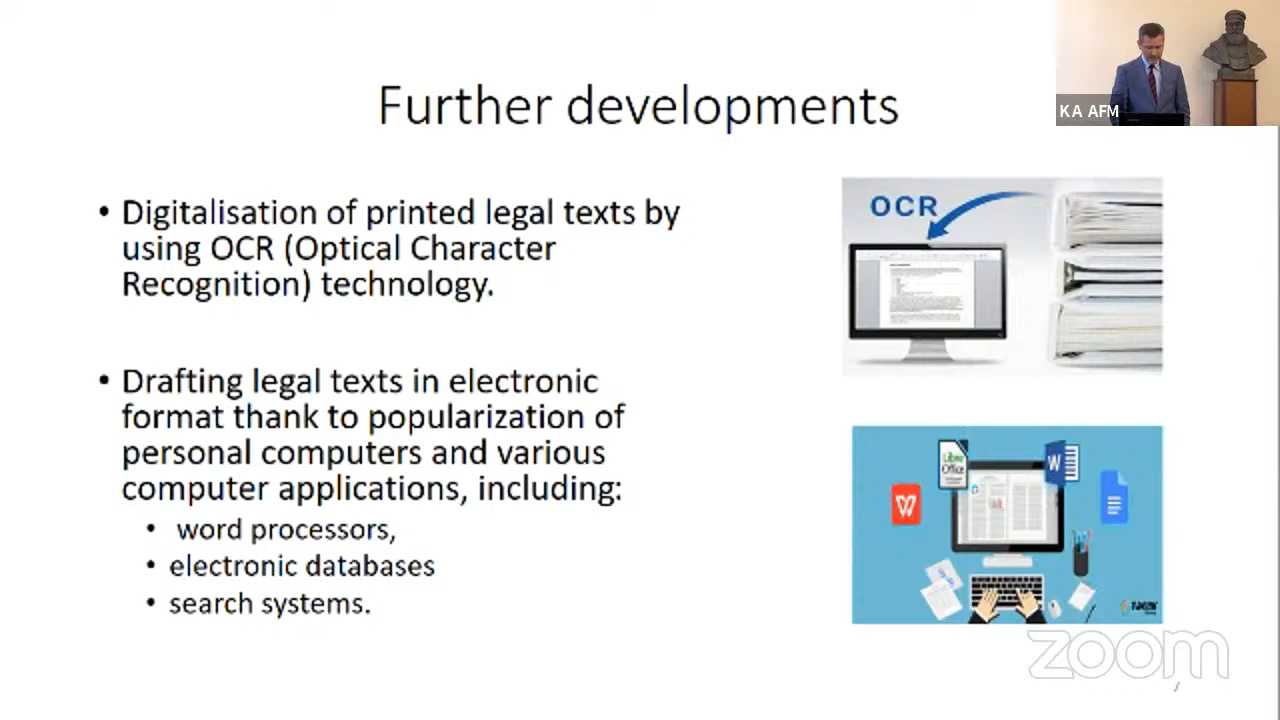 Further developments
KA AFM
• Digitalisation of printed legal texts by
using OCR (Optical Character
Recognition) technology.
• Drafting legal texts in electronic
format thank to popularization of
personal computers and various
computer applications, including:
• word processors,
• electronic databases
• search systems.
OCR
Libre
Office
W
W
zoom